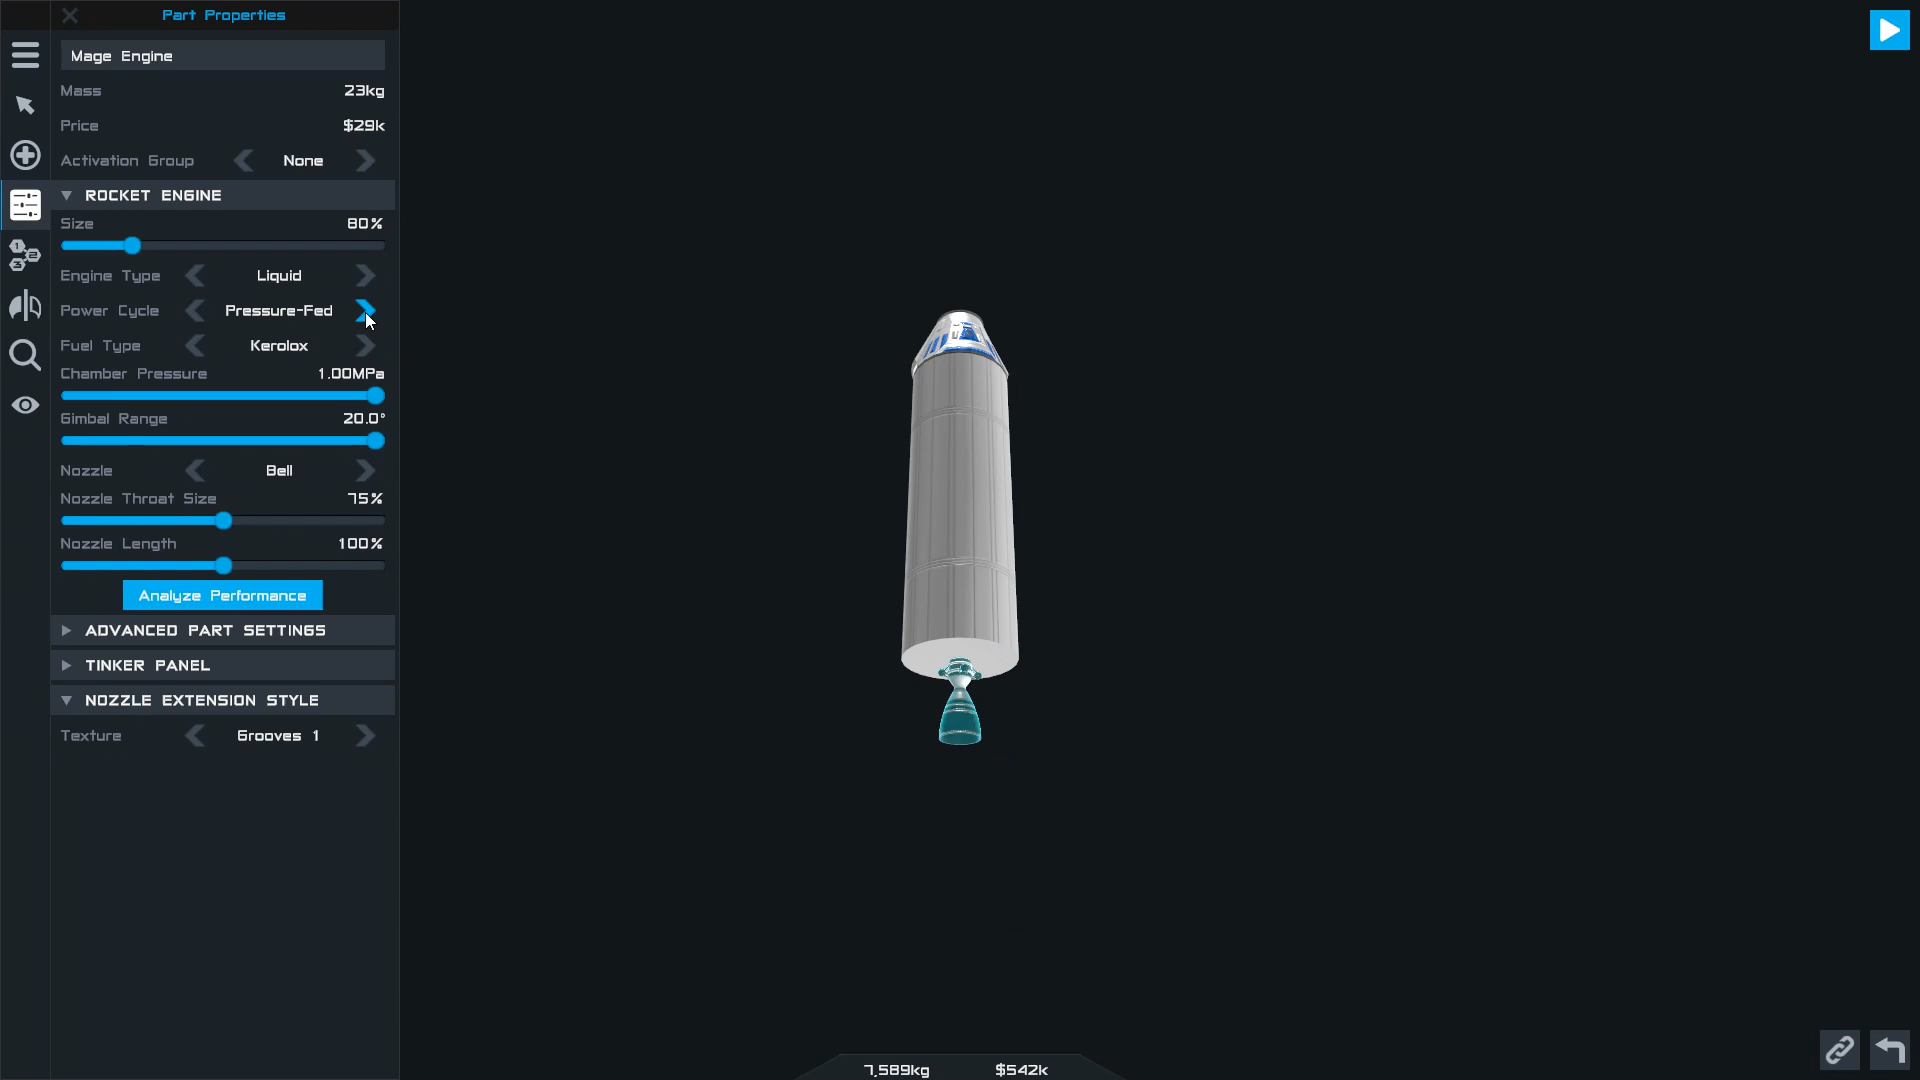 Part Properties
Mage Engine
Mass 23kg
Price $29k
Activation Group None
ROCKET ENGINE
Size 80%
Engine Type Liquid
Power Cycle Pressure-Fed
Fuel Type Kerolox
Chamber Pressure 1.00MPa
Gimbal Range 20.0°
Nozzle Bell
Nozzle Throat Size 75%
Nozzle Length 100%
Analyze Performance
ADVANCED PART SETTINGS
TINKER PANEL
NOZZLE EXTENSION STYLE
Texture Grooves 1
7,589kg $542k